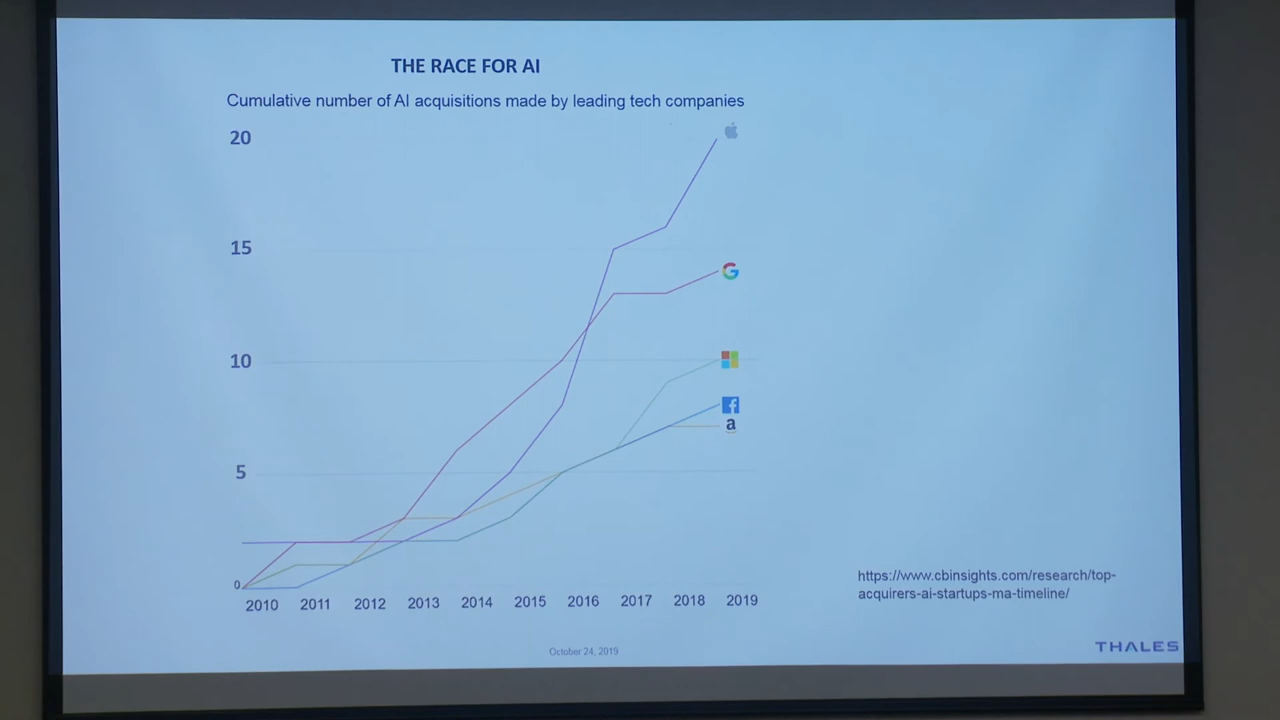 THE RACE FOR AI
Cumulative number of AI acquisitions made by leading tech companies
20
15
10
5
0
a
2010 2011 2012 2013 2014 2015 2016 2017 2018 2019
https://www.cbinsights.com/research/top-
acquirers-ai-startups-ma-timeline/
October 24, 2019
THALES